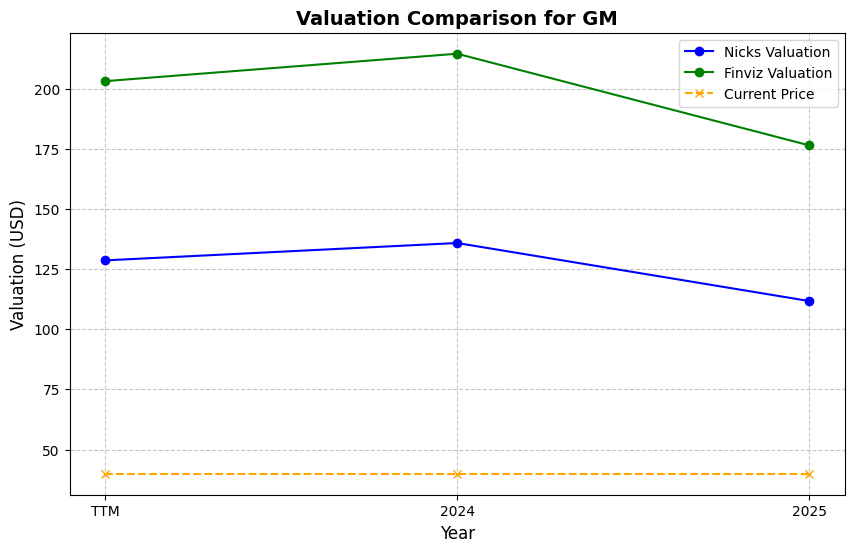 Valuation Comparison for GM
Nicks Valuation
Finviz Valuation
Current Price
Valuation (USD)
200
175
150
125
100
75
50
TTM
2024
2025
Year